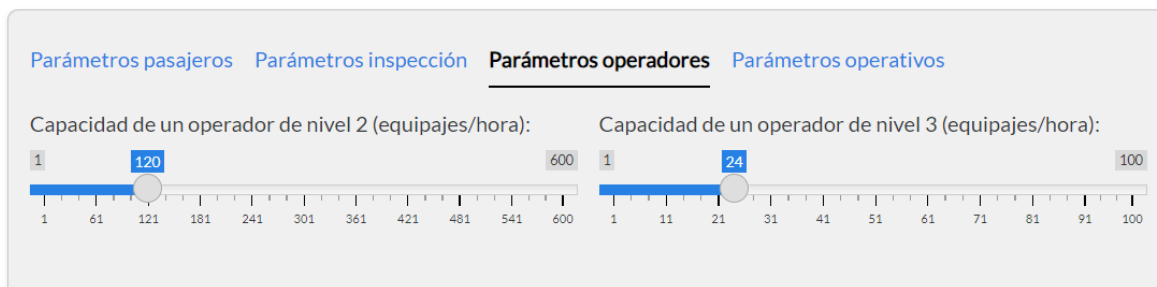 Parámetros pasajeros Parámetros inspección Parámetros operadores Parámetros operativos
Capacidad de un operador de nivel 2 (equipajes/hora): Capacidad de un operador de nivel 3 (equipajes/hora):
1 120 600 1 24 100
1 61 121 181 241 301 361 421 481 541 600 1 11 21 31 41 51 61 71 81 91 100